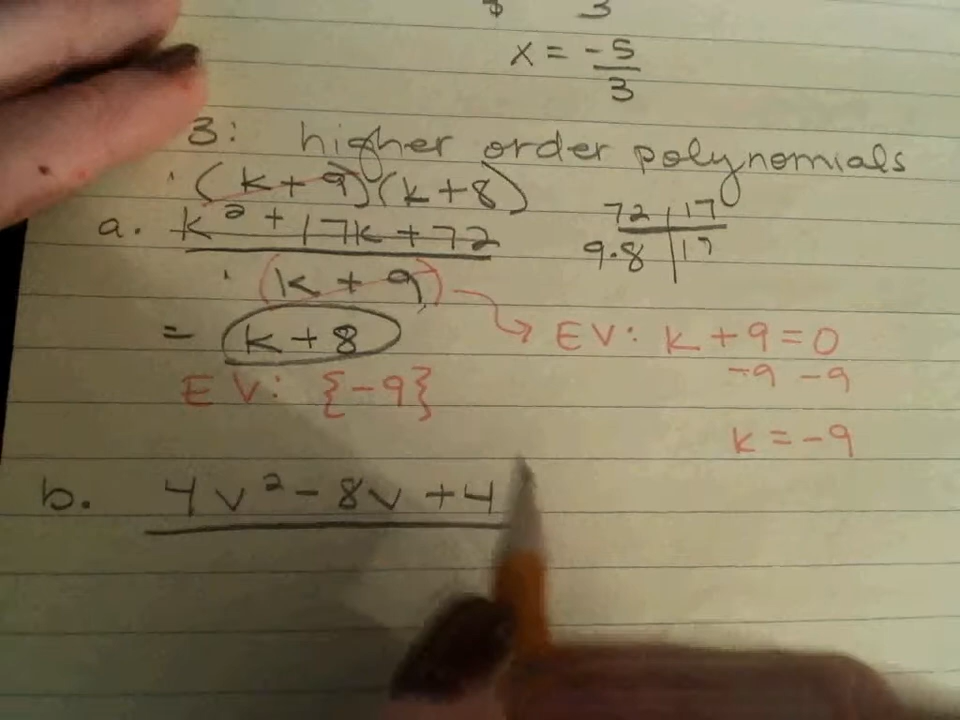 3
x = -5
3
3: higher order polynomials
(k + 9)(k + 8)
72 | 17
a. k² + 17k + 72
9·8 | 17
(k + 9)
= k + 8
EV: k + 9 = 0
-9 -9
EV: {-9}
k = -9
b. 4v² - 8v + 4